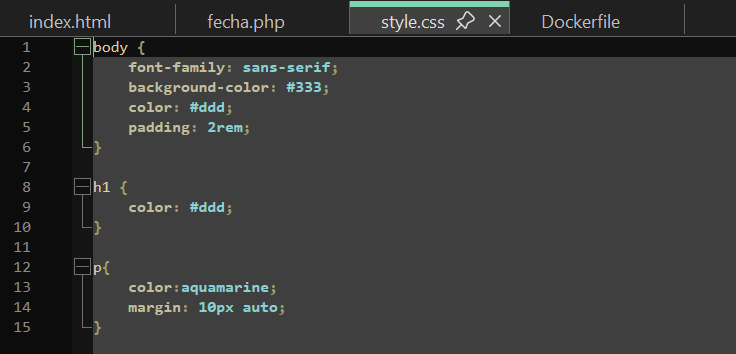 index.html fecha.php style.css Dockerfile
1 body {
2     font-family: sans-serif;
3     background-color: #333;
4     color: #ddd;
5     padding: 2rem;
6 }
7
8 h1 {
9     color: #ddd;
10 }
11
12 p{
13     color:aquamarine;
14     margin: 10px auto;
15 }